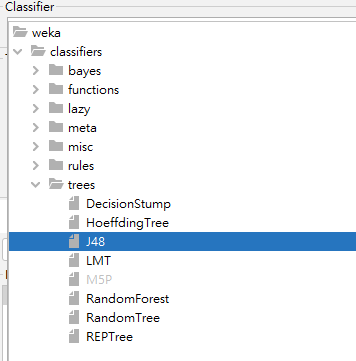 Classifier
weka
classifiers
bayes
functions
lazy
meta
misc
rules
trees
DecisionStump
HoeffdingTree
J48
LMT
M5P
RandomForest
RandomTree
REPTree